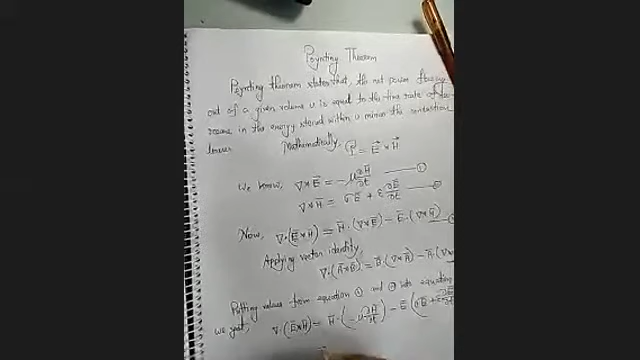 Poynting Theorem
Poynting theorem states that, the net power flowing
out of a given volume v is equal to the time rate of dec-
rease in the energy stored within v minus the conduction
losses.
Mathematically, P⃗ = E⃗ × H⃗
We know, ∇×E̅ = -μ ∂H̅/∂t — ①
∇×H̅ = σE̅ + ε ∂E̅/∂t — ②
Now, ∇·(E̅×H̅) = H̅·(∇×E̅) - E̅·(∇×H̅)
Applying vector identity,
∇·(A̅×B̅) = B̅·(∇×A̅) - A̅·(∇×
Putting values from equation ① and ② into equation
we get, ∇·(E̅×H̅) = H̅·(-μ ∂H̅/∂t) - E̅(σE̅ + ε ∂E̅/∂t